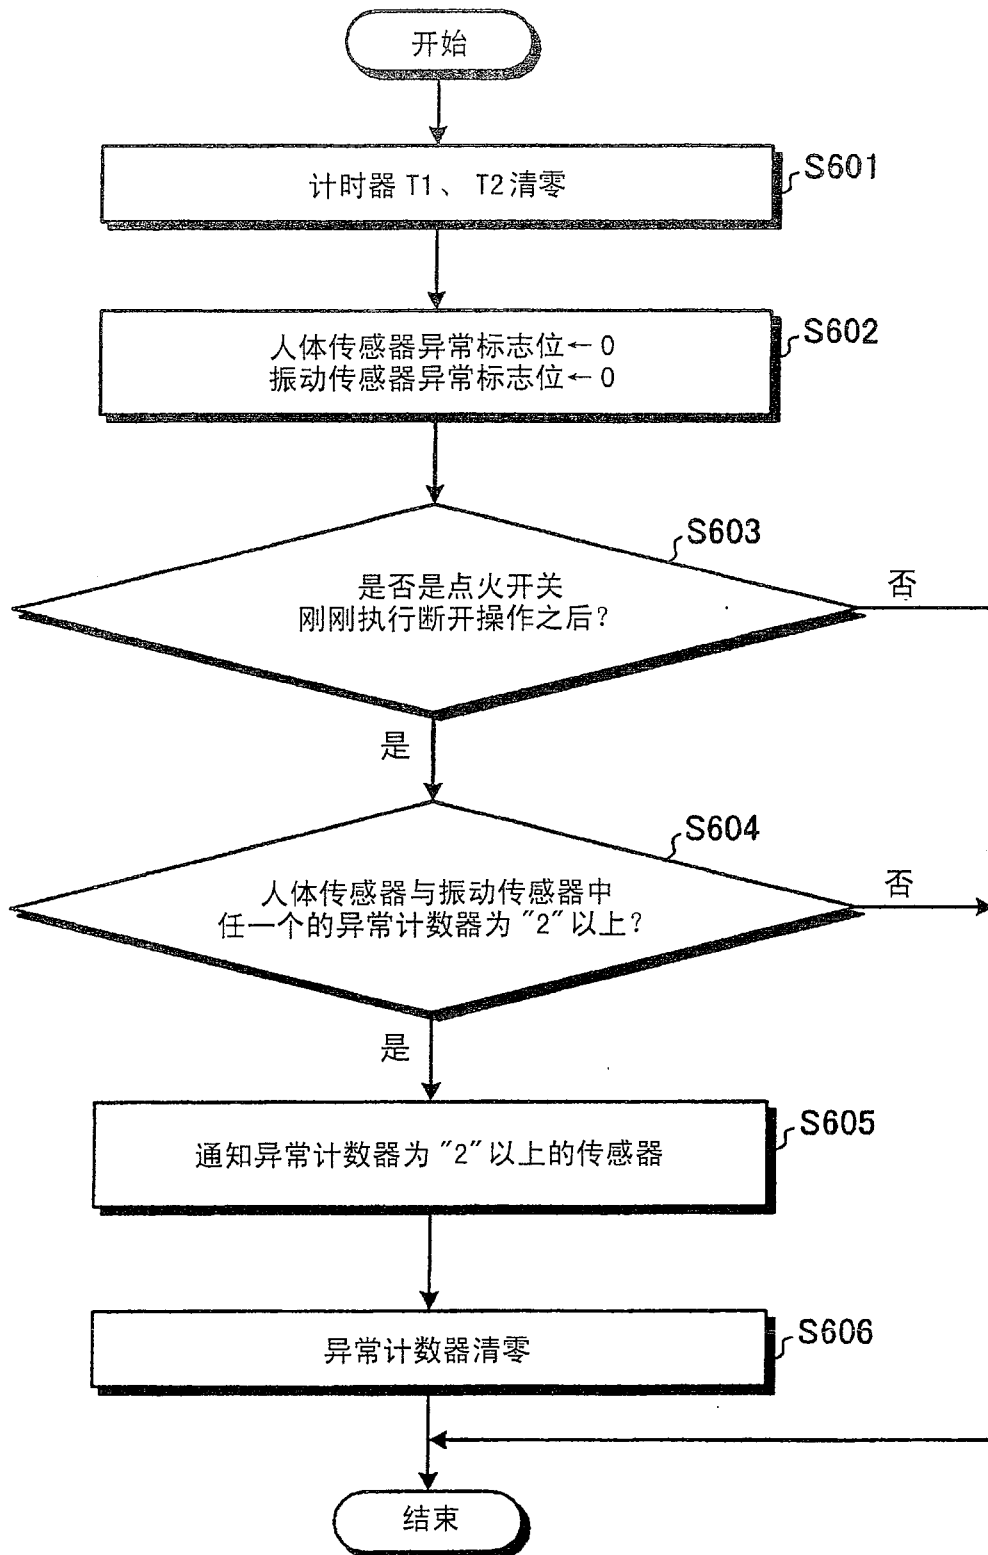 开始
计时器 T1、 T2 清零
S601
人体传感器异常标志位←0
振动传感器异常标志位←0
S602
S603
是否是点火开关
刚刚执行断开操作之后?
否
是
S604
人体传感器与振动传感器中
任一个的异常计数器为 "2" 以上?
否
是
通知异常计数器为 "2" 以上的传感器
S605
异常计数器清零
S606
结束